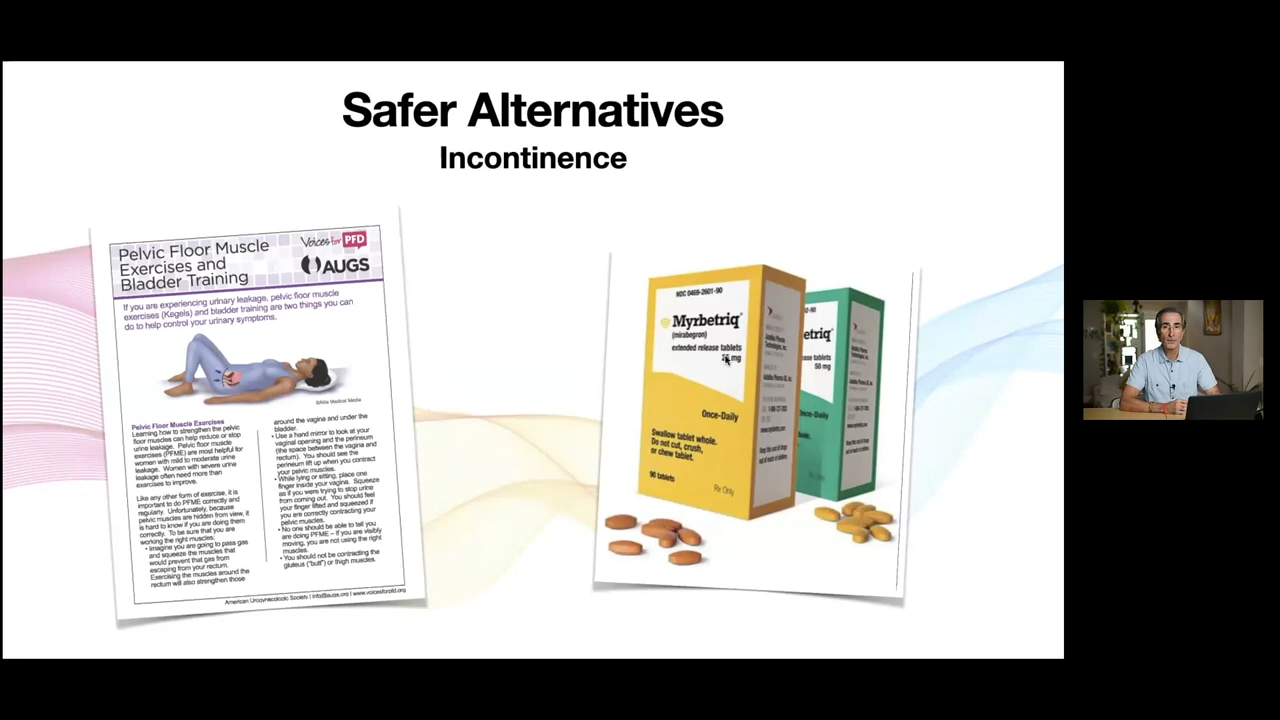 Safer Alternatives
Incontinence
Pelvic Floor Muscle
Exercises and
Bladder Training
Voices for PFD
AUGS
If you are experiencing urinary leakage, pelvic floor muscle
exercises (Kegels) and bladder training are two things you can
do to help control your urinary symptoms.
Pelvic Floor Muscle Exercises
Learning how to strengthen the pelvic
floor muscles can help reduce or stop
urine leakage. Pelvic floor muscle
exercises (PFME) are most helpful for
women with mild to moderate urine
leakage. Women with severe urine
leakage often need more than
exercises to improve.
Like any other form of exercise, it is
important to do PFME correctly and
regularly. Unfortunately, because
pelvic muscles are hidden from view, it
is hard to know if you are doing them
correctly. To be sure that you are
working the right muscles:
• Imagine you are going to pass gas
and squeeze the muscles that
would prevent that gas from
escaping from your rectum.
Exercising the muscles around the
rectum will also strengthen those
around the vagina and under the
bladder.
• Use a hand mirror to look at your
vaginal opening and the perineum
(the space between the vagina and
rectum). You should see the
perineum lift up when you contract
your pelvic muscles.
• While lying or sitting, place one
finger inside your vagina. Squeeze
as if you were trying to stop urine
from coming out. You should feel
your finger lifted and squeezed if
you are correctly contracting your
pelvic muscles.
• No one should be able to tell you
are doing PFME – if you are visibly
moving, you are not using the right
muscles.
• You should not be contracting the
gluteus ("butt") or thigh muscles.
American Urogynecologic Society | info@augs.org | www.voicesforpfd.org
NDC 0469-2601-90
Myrbetriq
(mirabegron)
extended release tablets
mg
Once-Daily
Swallow tablet whole.
Do not cut, crush,
or chew tablet.
90 tablets
Rx Only
etriq
ase tablets
50 mg
nce-Daily